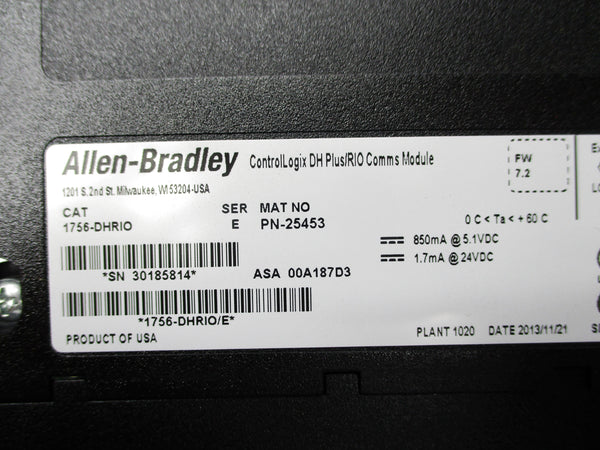 Allen-Bradley ControlLogix DH Plus/RIO Comms Module
1201 S. 2nd St. Milwaukee, WI 53204-USA
FW
7.2
CAT SER MAT NO
1756-DHRIO E PN-25453
0 C < Ta < + 60 C
850mA @ 5.1VDC
1.7mA @ 24VDC
*SN 30185814* ASA 00A187D3
*1756-DHRIO/E*
PRODUCT OF USA PLANT 1020 DATE 2013/11/21